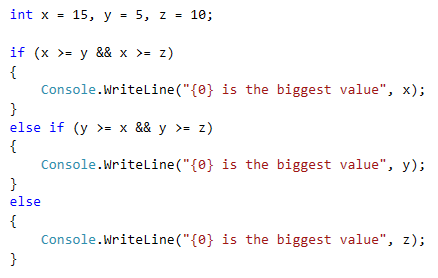 int x = 15, y = 5, z = 10;
if (x >= y && x >= z)
{
    Console.WriteLine("{0} is the biggest value", x);
}
else if (y >= x && y >= z)
{
    Console.WriteLine("{0} is the biggest value", y);
}
else
{
    Console.WriteLine("{0} is the biggest value", z);
}